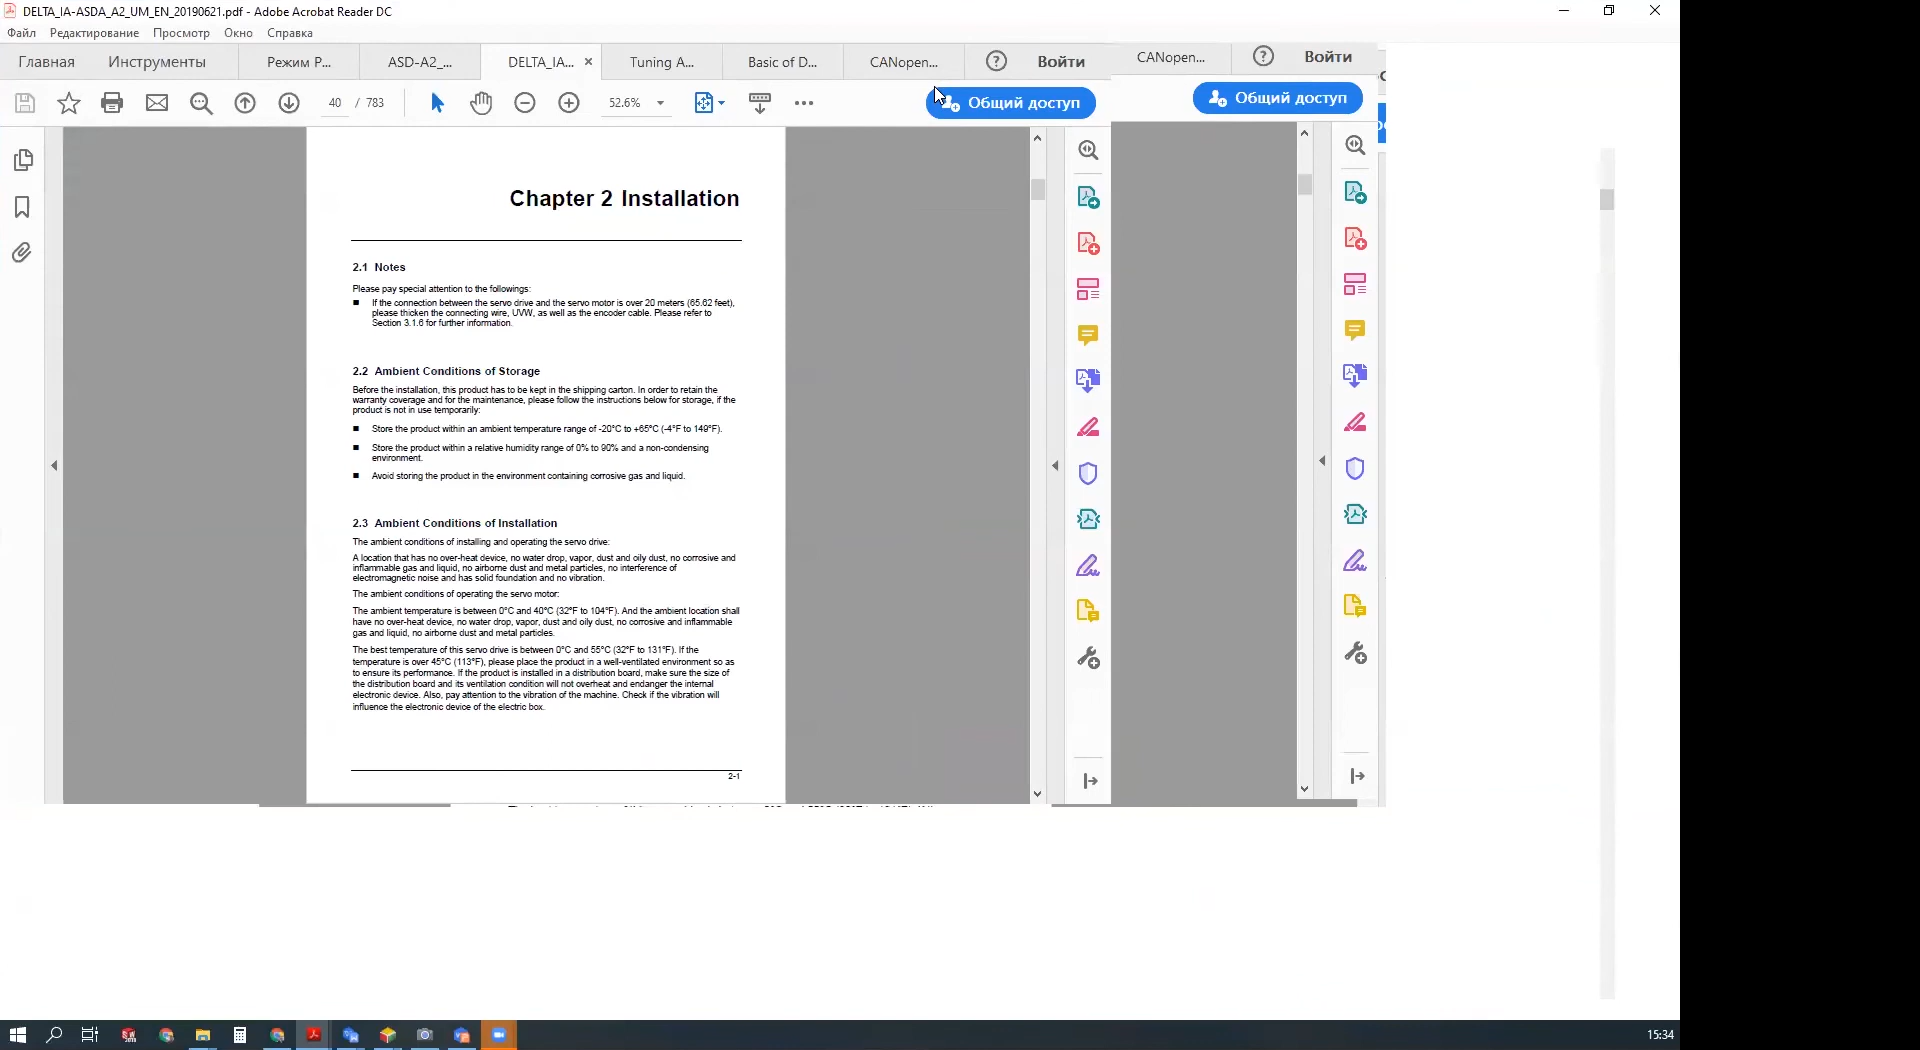 DELTA_IA-ASDA_A2_UM_EN_20190621.pdf - Adobe Acrobat Reader DC
Файл Редактирование Просмотр Окно Справка
Главная Инструменты Режим P... ASD-A2_... DELTA_IA... Tuning A... Basic of D... CANopen... Войти CANopen... Войти
40 / 783 52.6% Общий доступ Общий доступ
Chapter 2 Installation
2.1 Notes
Please pay special attention to the followings:
■ If the connection between the servo drive and the servo motor is over 20 meters (65.62 feet),
please thicken the connecting wire, UVW, as well as the encoder cable. Please refer to
Section 3.1.6 for further information.
2.2 Ambient Conditions of Storage
Before the installation, this product has to be kept in the shipping carton. In order to retain the
warranty coverage and for the maintenance, please follow the instructions below for storage, if the
product is not in use temporarily:
■ Store the product within an ambient temperature range of -20°C to +65°C (-4°F to 149°F).
■ Store the product within a relative humidity range of 0% to 90% and a non-condensing
environment.
■ Avoid storing the product in the environment containing corrosive gas and liquid.
2.3 Ambient Conditions of Installation
The ambient conditions of installing and operating the servo drive:
A location that has no over-heat device, no water drop, vapor, dust and oily dust, no corrosive and
inflammable gas and liquid, no airborne dust and metal particles, no interference of
electromagnetic noise and has solid foundation and no vibration.
The ambient conditions of operating the servo motor:
The ambient temperature is between 0°C and 40°C (32°F to 104°F). And the ambient location shall
have no over-heat device, no water drop, vapor, dust and oily dust, no corrosive and inflammable
gas and liquid, no airborne dust and metal particles.
The best temperature of this servo drive is between 0°C and 55°C (32°F to 131°F). If the
temperature is over 45°C (113°F), please place the product in a well-ventilated environment so as
to ensure its performance. If the product is installed in a distribution board, make sure the size of
the distribution board and its ventilation condition will not overheat and endanger the internal
electronic device. Also, pay attention to the vibration of the machine. Check if the vibration will
influence the electronic device of the electric box.
2-1
15:34